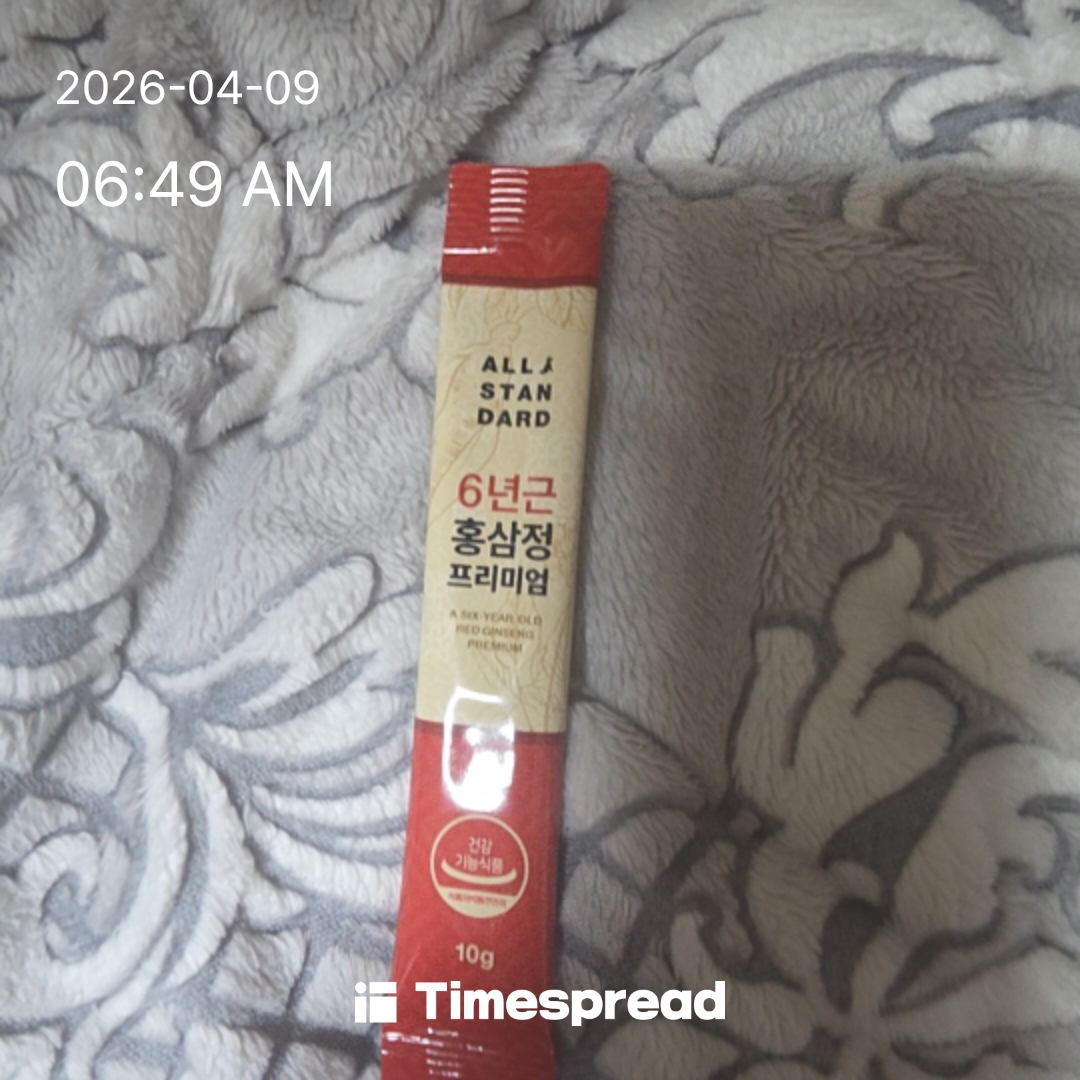 2026-04-09
06:49 AM
ALL
STAN
DARD
6년근
홍삼정
프리미엄
A SIX-YEAR-OLD
RED GINSENG
PREMIUM
건강
기능식품
10g
Timespread